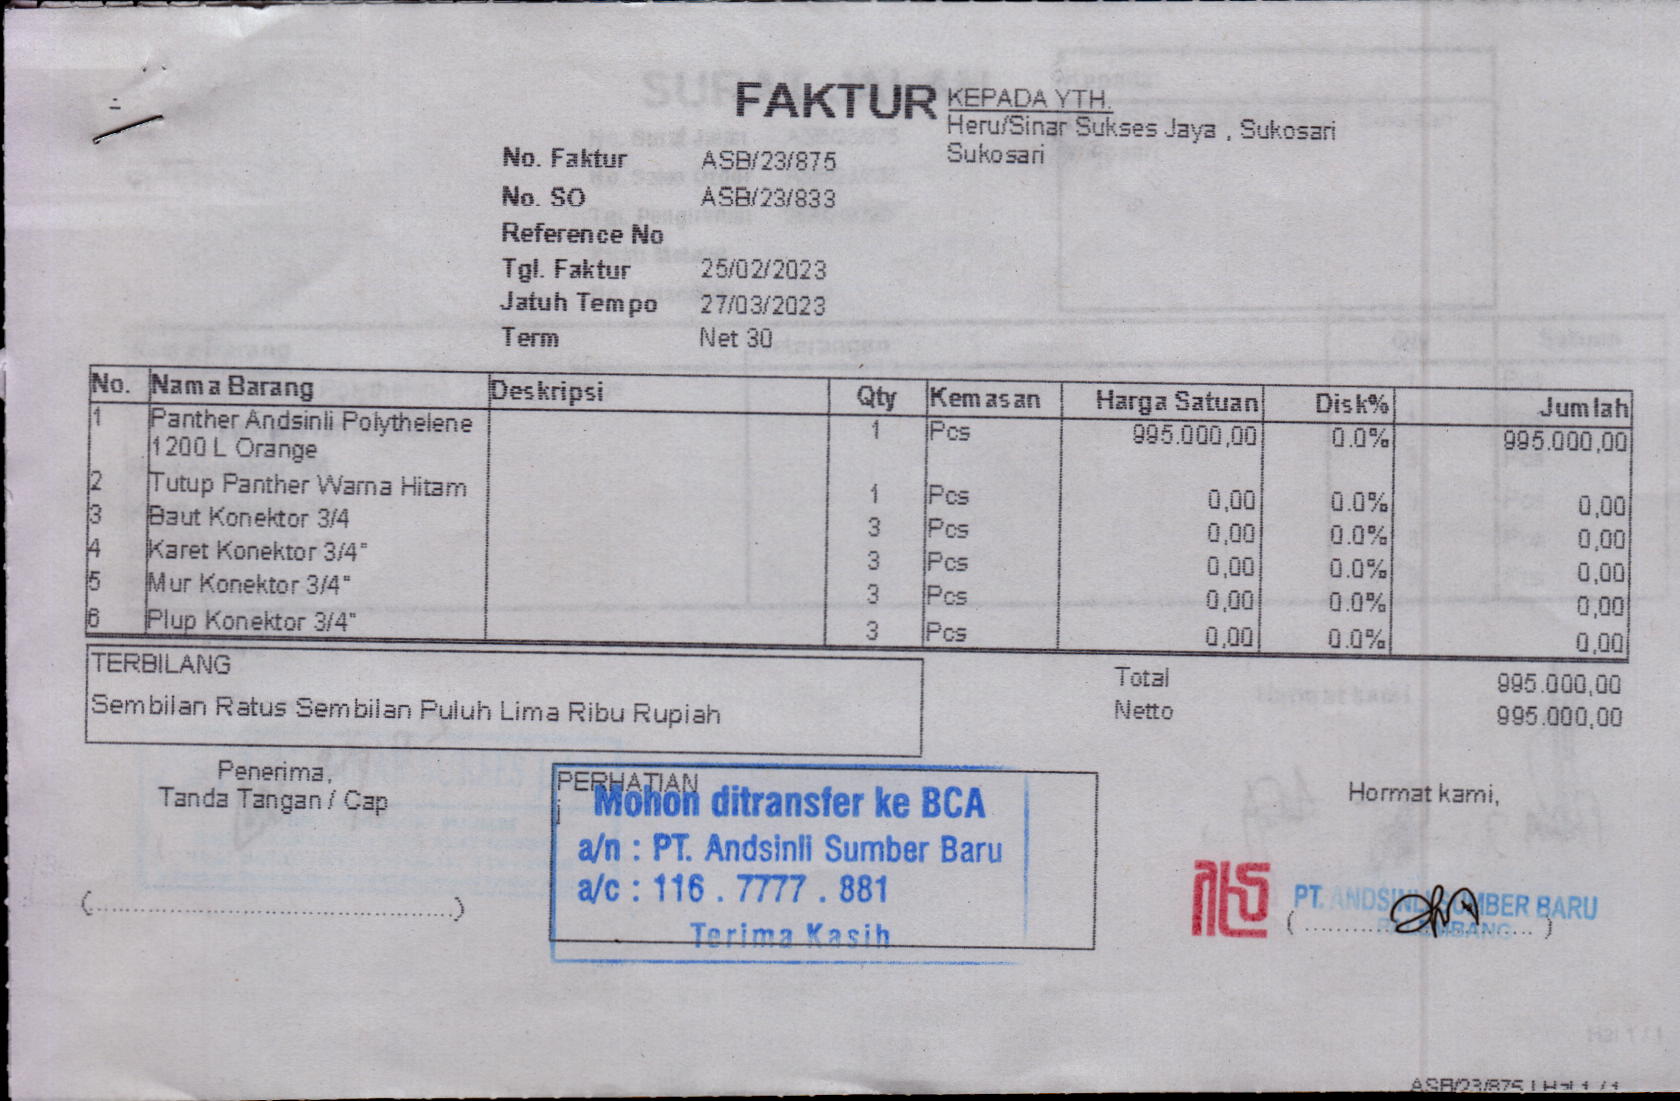 FAKTUR
KEPADA YTH.
Heru/Sinar Sukses Jaya , Sukosari
Sukosari
No. Faktur ASB/23/875
No. SO ASB/23/833
Reference No
Tgl. Faktur 25/02/2023
Jatuh Tempo 27/03/2023
Term Net 30
No. Nama Barang Deskripsi Qty Kemasan Harga Satuan Disk% Jumlah
1 Panther Andsinli Polythelene 1 Pcs 995.000,00 0.0% 995.000,00
1200 L Orange
2 Tutup Panther Warna Hitam 1 Pcs 0,00 0.0% 0,00
3 Baut Konektor 3/4 3 Pcs 0,00 0.0% 0,00
4 Karet Konektor 3/4" 3 Pcs 0,00 0.0% 0,00
5 Mur Konektor 3/4" 3 Pcs 0,00 0.0% 0,00
6 Plup Konektor 3/4" 3 Pcs 0,00 0.0% 0,00
TERBILANG
Sembilan Ratus Sembilan Puluh Lima Ribu Rupiah
Total 995.000,00
Netto 995.000,00
Penerima,
Tanda Tangan / Cap
(..................................................)
PERHATIAN
Mohon ditransfer ke BCA
a/n : PT. Andsinli Sumber Baru
a/c : 116 . 7777 . 881
Terima Kasih
Hormat kami,
PT. ANDSINLI SUMBER BARU
PALEMBANG
ASB/23/875 | Hal 1 / 1